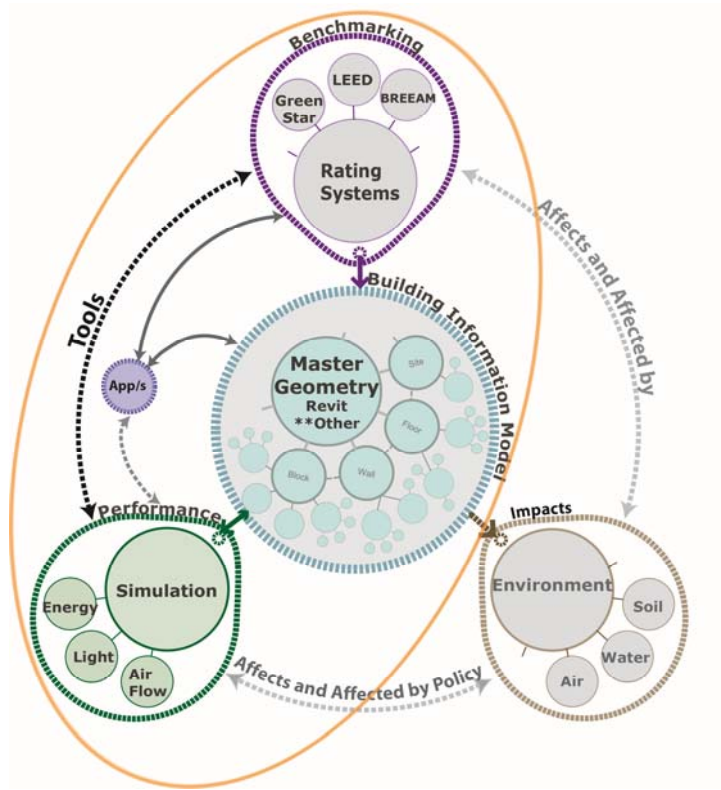 Benchmarking
LEED
Green
Star
BREEAM
Rating
Systems
Tools
Affects and Affected by
Building Information Model
App/s
Master
Geometry
Revit
**Other
Site
Floor
Wall
Block
Performance
Simulation
Energy
Light
Air
Flow
Impacts
Environment
Soil
Water
Air
Affects and Affected by Policy